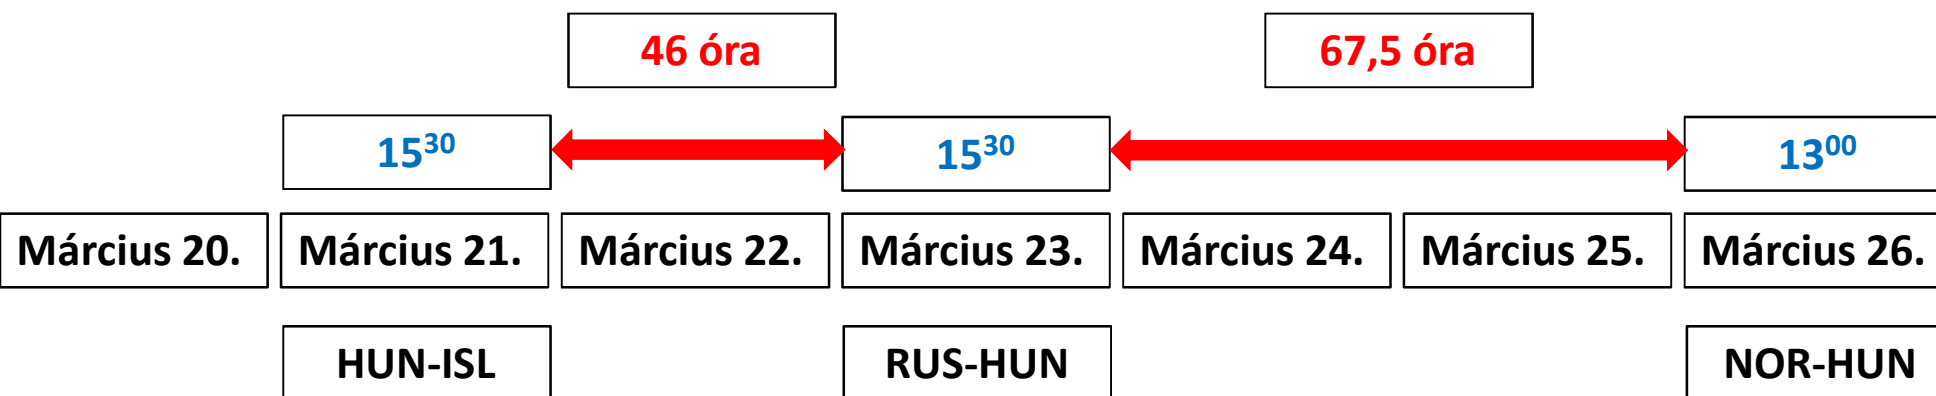 46 óra 67,5 óra
15³⁰ 15³⁰ 13⁰⁰
Március 20. Március 21. Március 22. Március 23. Március 24. Március 25. Március 26.
HUN-ISL RUS-HUN NOR-HUN